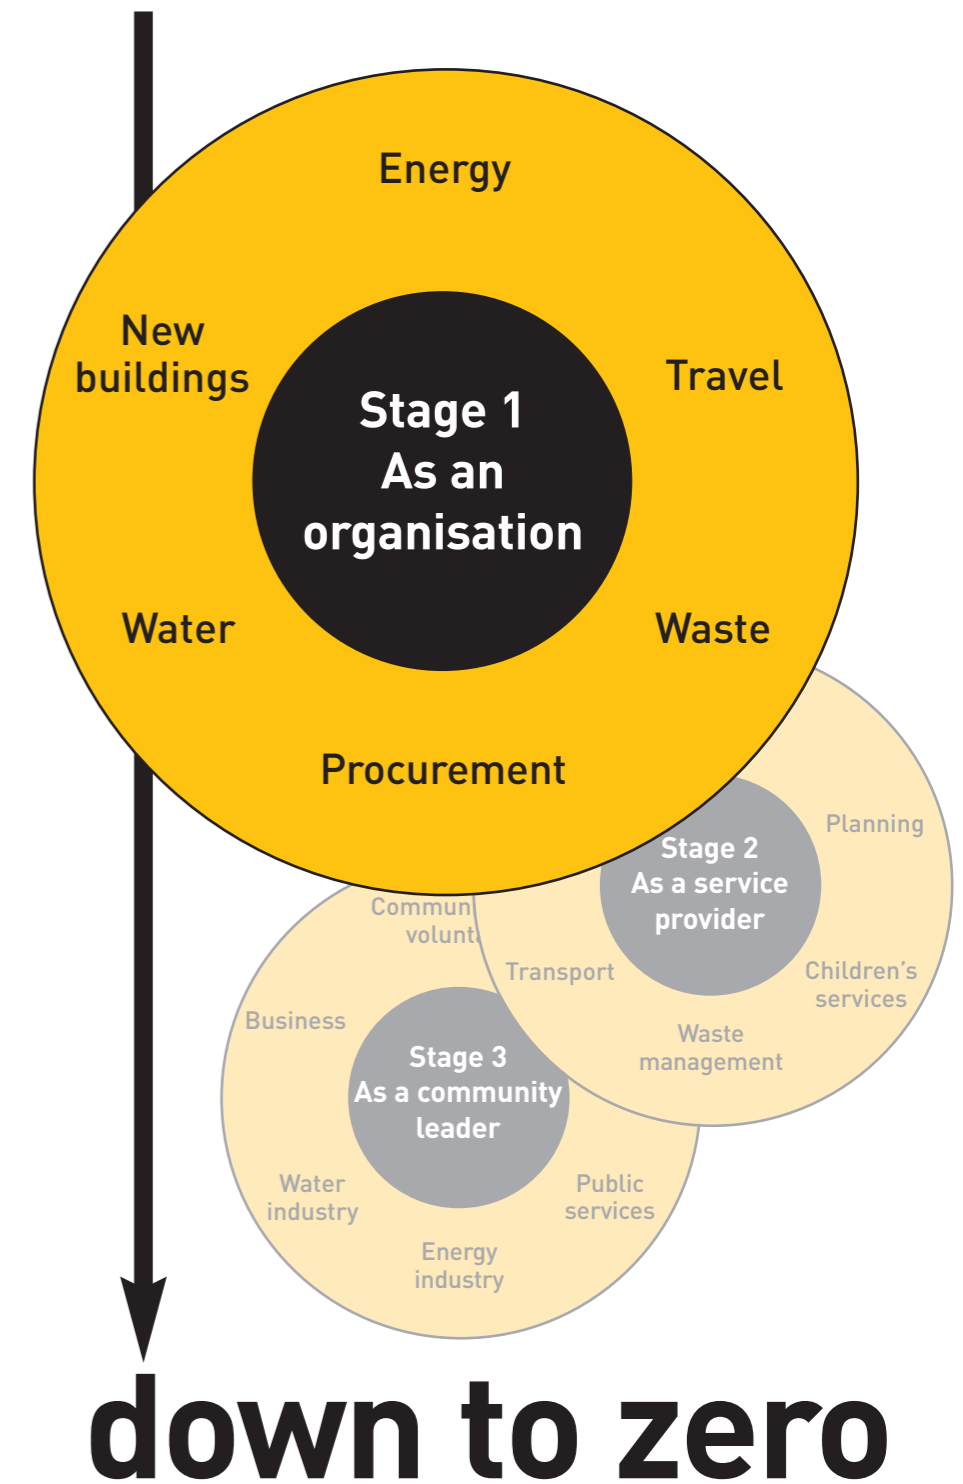 Energy
New
buildings
Travel
Stage 1
As an
organisation
Water
Waste
Procurement
Planning
Stage 2
As a service
provider
Transport
Children's
services
Waste
management
Business
Stage 3
As a community
leader
Water
industry
Public
services
Energy
industry
down to zero